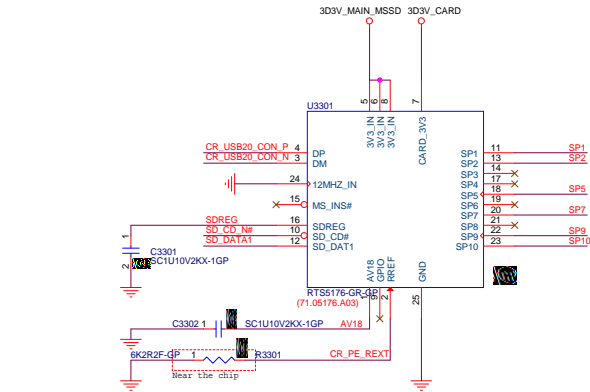 3D3V_MAIN_MSSD 3D3V_CARD
U3301
5 6 8 7
3V3_IN 3V3_IN 3V3_IN CARD_3V3
CR_USB20_CON_P 4 DP
CR_USB20_CON_N 3 DM
24 12MHZ_IN
15 MS_INS#
SDREG 16 SDREG
SD_CD_N# 10 SD_CD#
SD_DATA1 12 SD_DAT1
SP1 11 SP1
SP2 13 SP2
SP3 14
SP4 17
SP5 18 SP5
SP6 19
SP7 20 SP7
SP8 21
SP9 22 SP9
SP10 23 SP10
AV18 GPIO RREF GND
1 9 2 25
RTS5176-GR-GP
(71.05176.A03)
1
C3301
2 SC1U10V2KX-1GP
C3302 1 SC1U10V2KX-1GP AV18
6K2R2F-GP 1 R3301 CR_PE_REXT
Near the chip